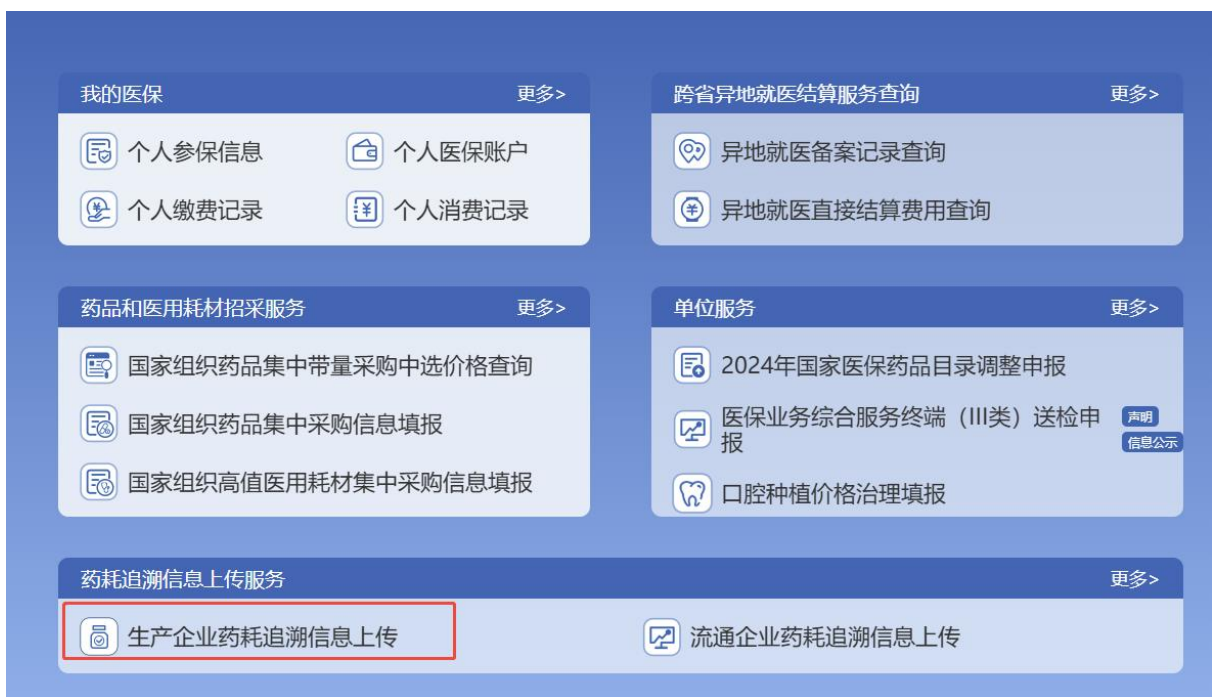 我的医保 更多>
个人参保信息 个人医保账户
个人缴费记录 个人消费记录
跨省异地就医结算服务查询 更多>
异地就医备案记录查询
异地就医直接结算费用查询
药品和医用耗材招采服务 更多>
国家组织药品集中带量采购中选价格查询
国家组织药品集中采购信息填报
国家组织高值医用耗材集中采购信息填报
单位服务 更多>
2024年国家医保药品目录调整申报
医保业务综合服务终端（III类）送检申
报
声明
信息公示
口腔种植价格治理填报
药耗追溯信息上传服务 更多>
生产企业药耗追溯信息上传 流通企业药耗追溯信息上传